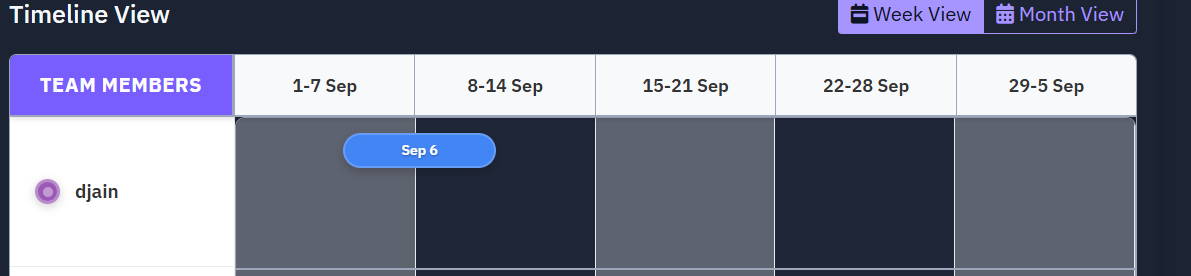 Timeline View
Week View
Month View
TEAM MEMBERS
1-7 Sep
8-14 Sep
15-21 Sep
22-28 Sep
29-5 Sep
Sep 6
djain